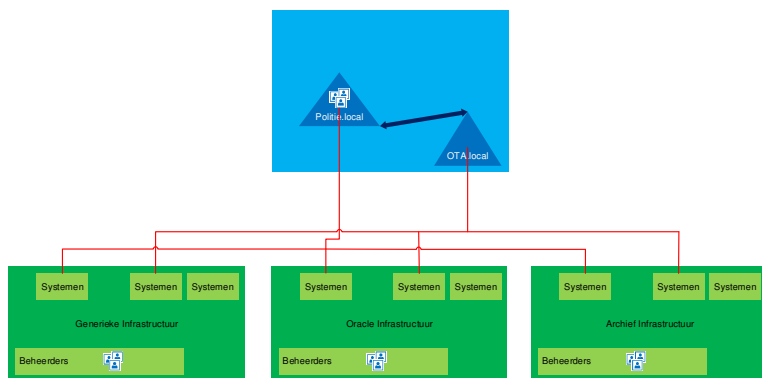 Politie.local
OTA.local
Systemen
Systemen
Systemen
Systemen
Systemen
Systemen
Systemen
Systemen
Systemen
Generieke Infrastructuur
Oracle Infrastructuur
Archief Infrastructuur
Beheerders
Beheerders
Beheerders